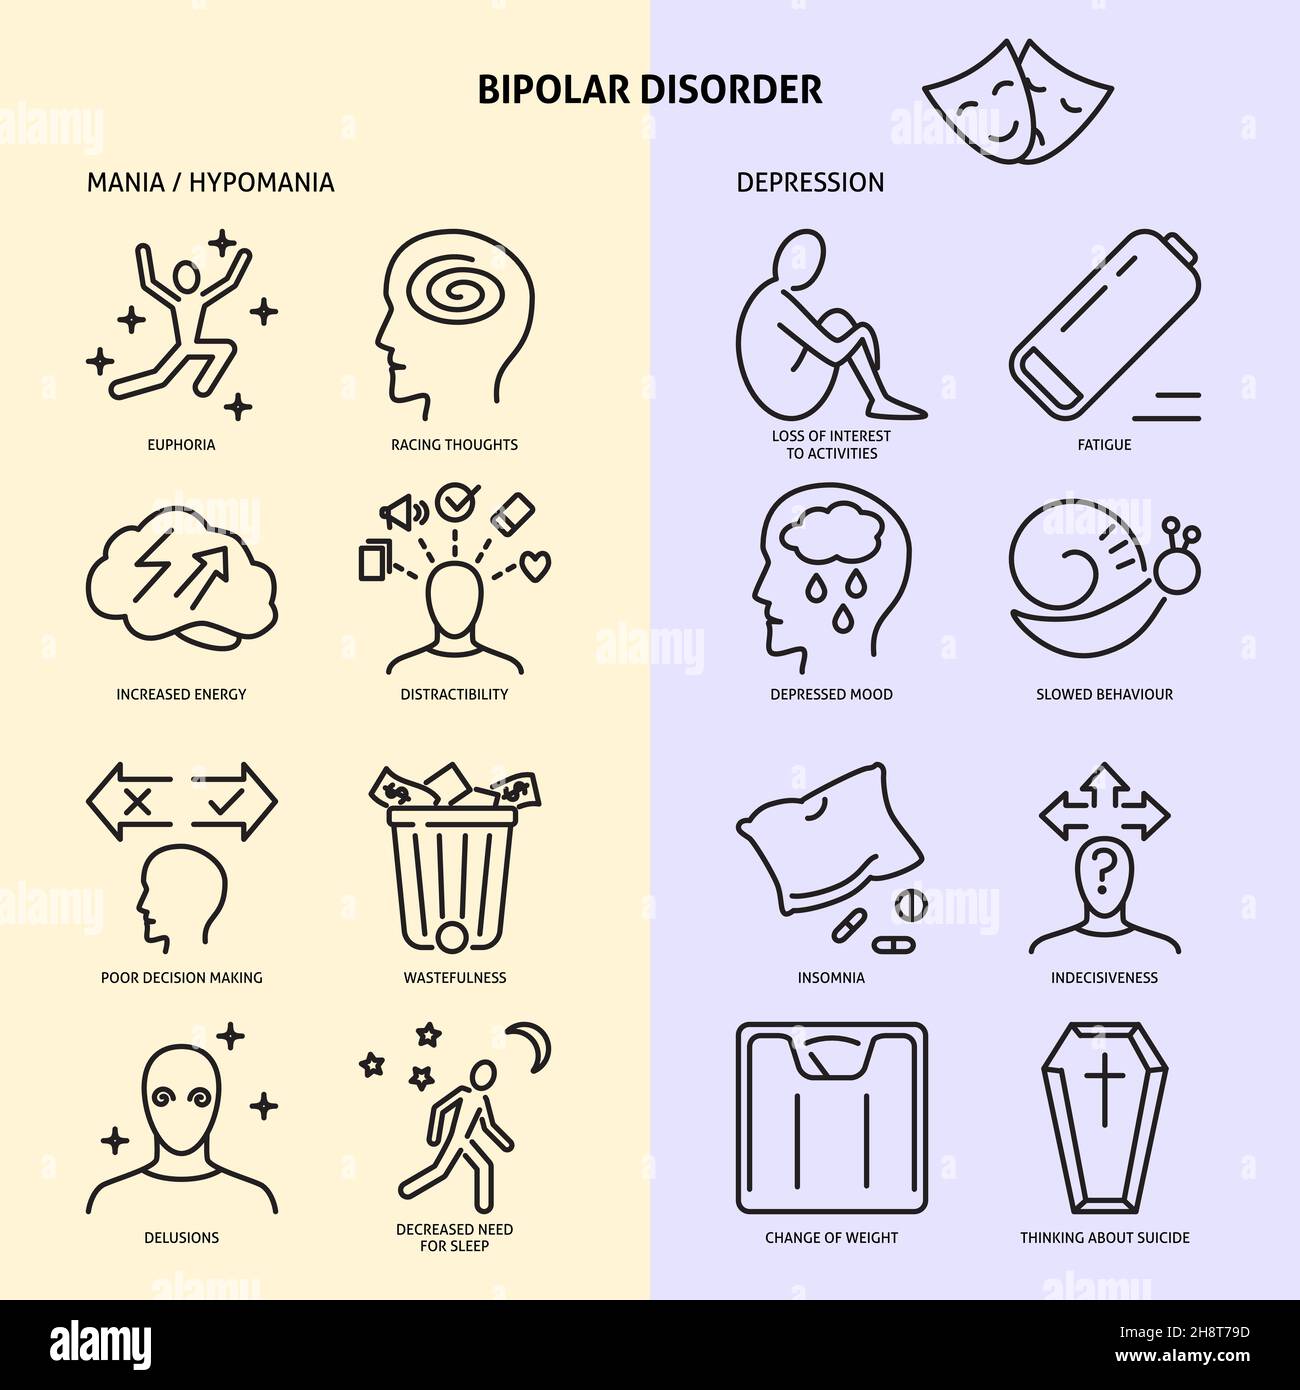 BIPOLAR DISORDER
MANIA / HYPOMANIA
DEPRESSION
EUPHORIA
RACING THOUGHTS
LOSS OF INTEREST
TO ACTIVITIES
FATIGUE
INCREASED ENERGY
DISTRACTIBILITY
DEPRESSED MOOD
SLOWED BEHAVIOUR
POOR DECISION MAKING
WASTEFULNESS
INSOMNIA
INDECISIVENESS
DELUSIONS
DECREASED NEED
FOR SLEEP
CHANGE OF WEIGHT
THINKING ABOUT SUICIDE
alamy
Image ID: 2H8T79D
www.alamy.com